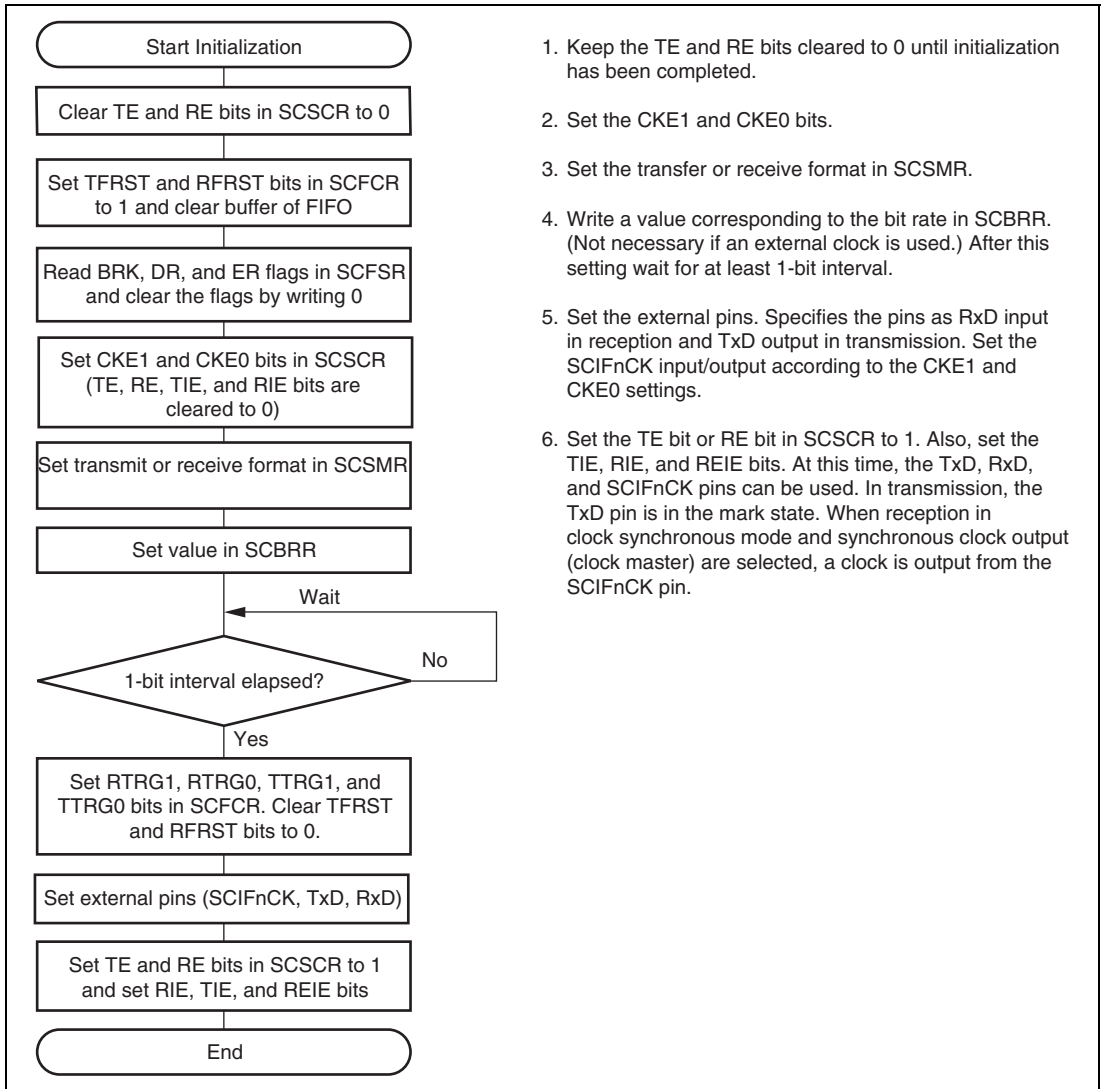 Start Initialization
Clear TE and RE bits in SCSCR to 0
Set TFRST and RFRST bits in SCFCR
to 1 and clear buffer of FIFO
Read BRK, DR, and ER flags in SCFSR
and clear the flags by writing 0
Set CKE1 and CKE0 bits in SCSCR
(TE, RE, TIE, and RIE bits are
cleared to 0)
Set transmit or receive format in SCSMR
Set value in SCBRR
Wait
1-bit interval elapsed?
No
Yes
Set RTRG1, RTRG0, TTRG1, and
TTRG0 bits in SCFCR. Clear TFRST
and RFRST bits to 0.
Set external pins (SCIFnCK, TxD, RxD)
Set TE and RE bits in SCSCR to 1
and set RIE, TIE, and REIE bits
End
1. Keep the TE and RE bits cleared to 0 until initialization
has been completed.
2. Set the CKE1 and CKE0 bits.
3. Set the transfer or receive format in SCSMR.
4. Write a value corresponding to the bit rate in SCBRR.
(Not necessary if an external clock is used.) After this
setting wait for at least 1-bit interval.
5. Set the external pins. Specifies the pins as RxD input
in reception and TxD output in transmission. Set the
SCIFnCK input/output according to the CKE1 and
CKE0 settings.
6. Set the TE bit or RE bit in SCSCR to 1. Also, set the
TIE, RIE, and REIE bits. At this time, the TxD, RxD,
and SCIFnCK pins can be used. In transmission, the
TxD pin is in the mark state. When reception in
clock synchronous mode and synchronous clock output
(clock master) are selected, a clock is output from the
SCIFnCK pin.